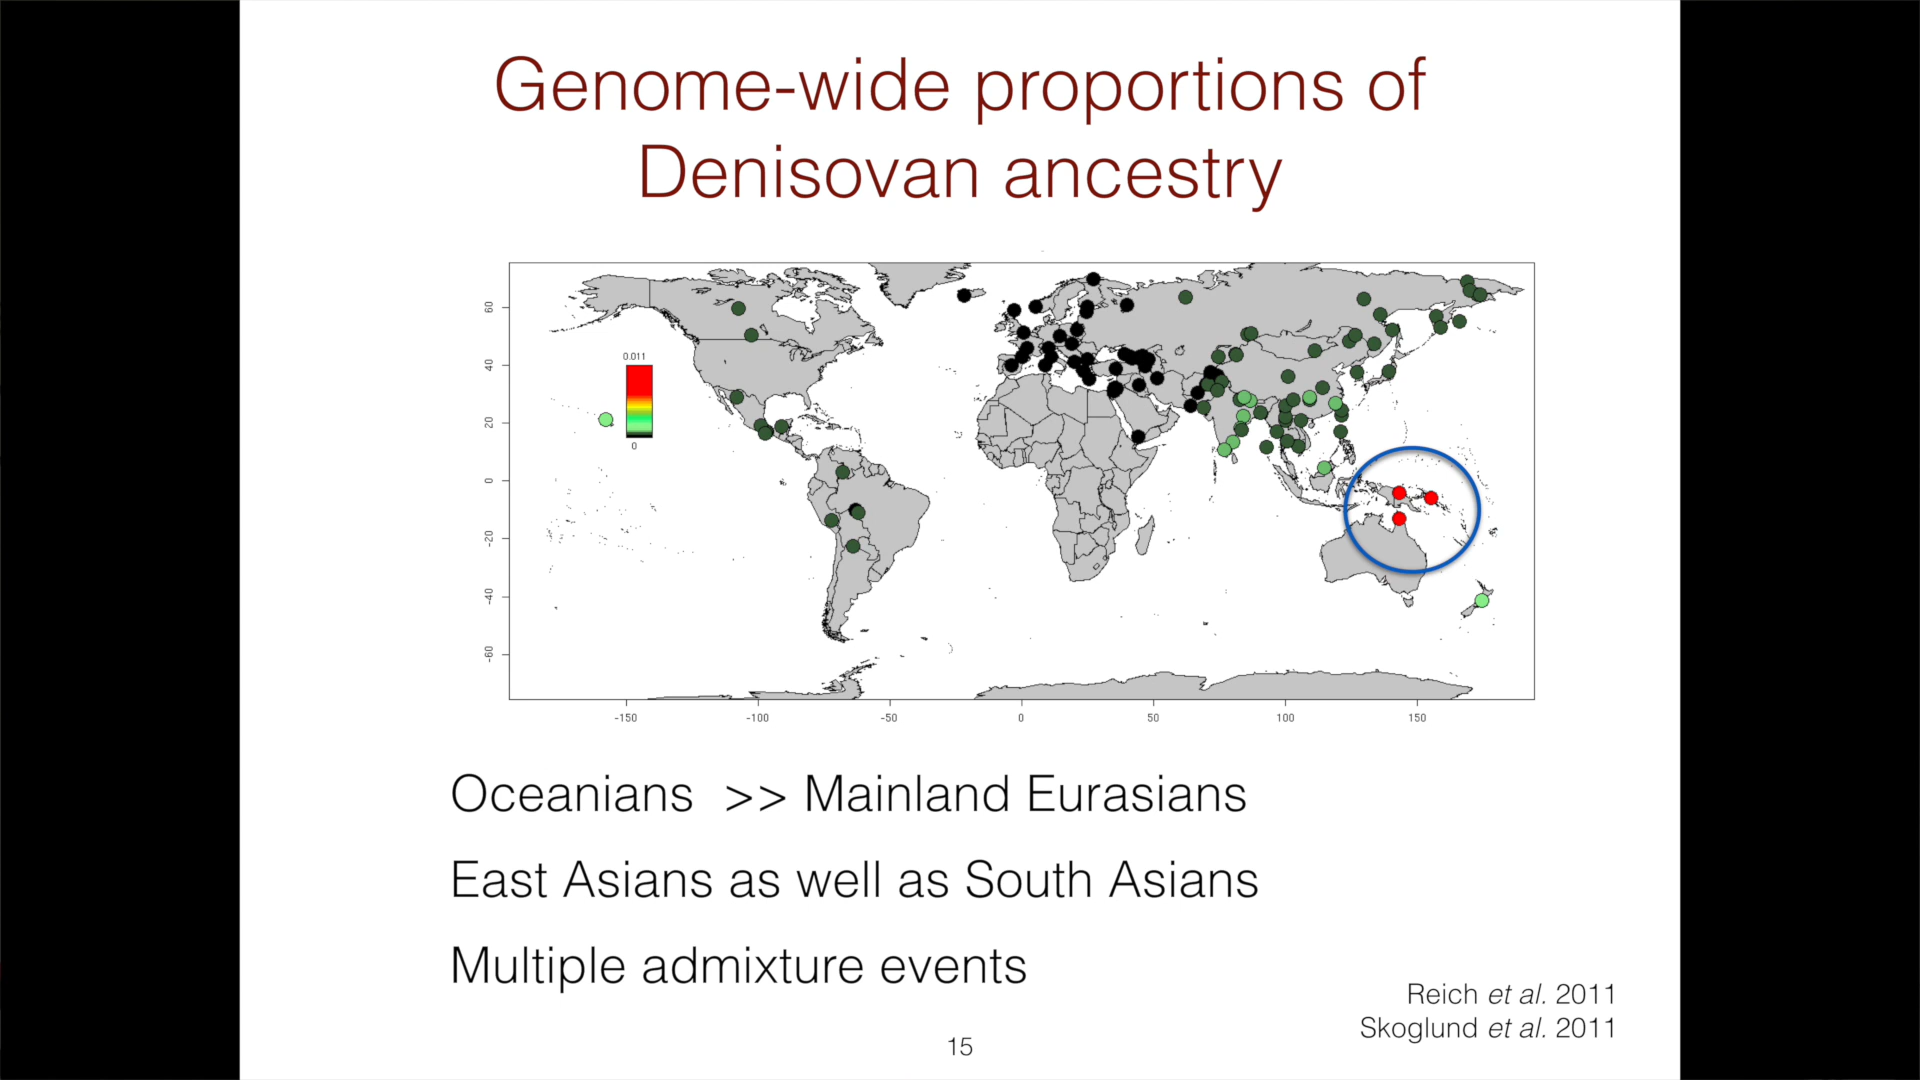 Genome-wide proportions of
Denisovan ancestry
60
40
20
0
-20
-40
-60
0.011
0
-150
-100
-50
0
50
100
150
Oceanians >> Mainland Eurasians
East Asians as well as South Asians
Multiple admixture events
Reich et al. 2011
Skoglund et al. 2011
15